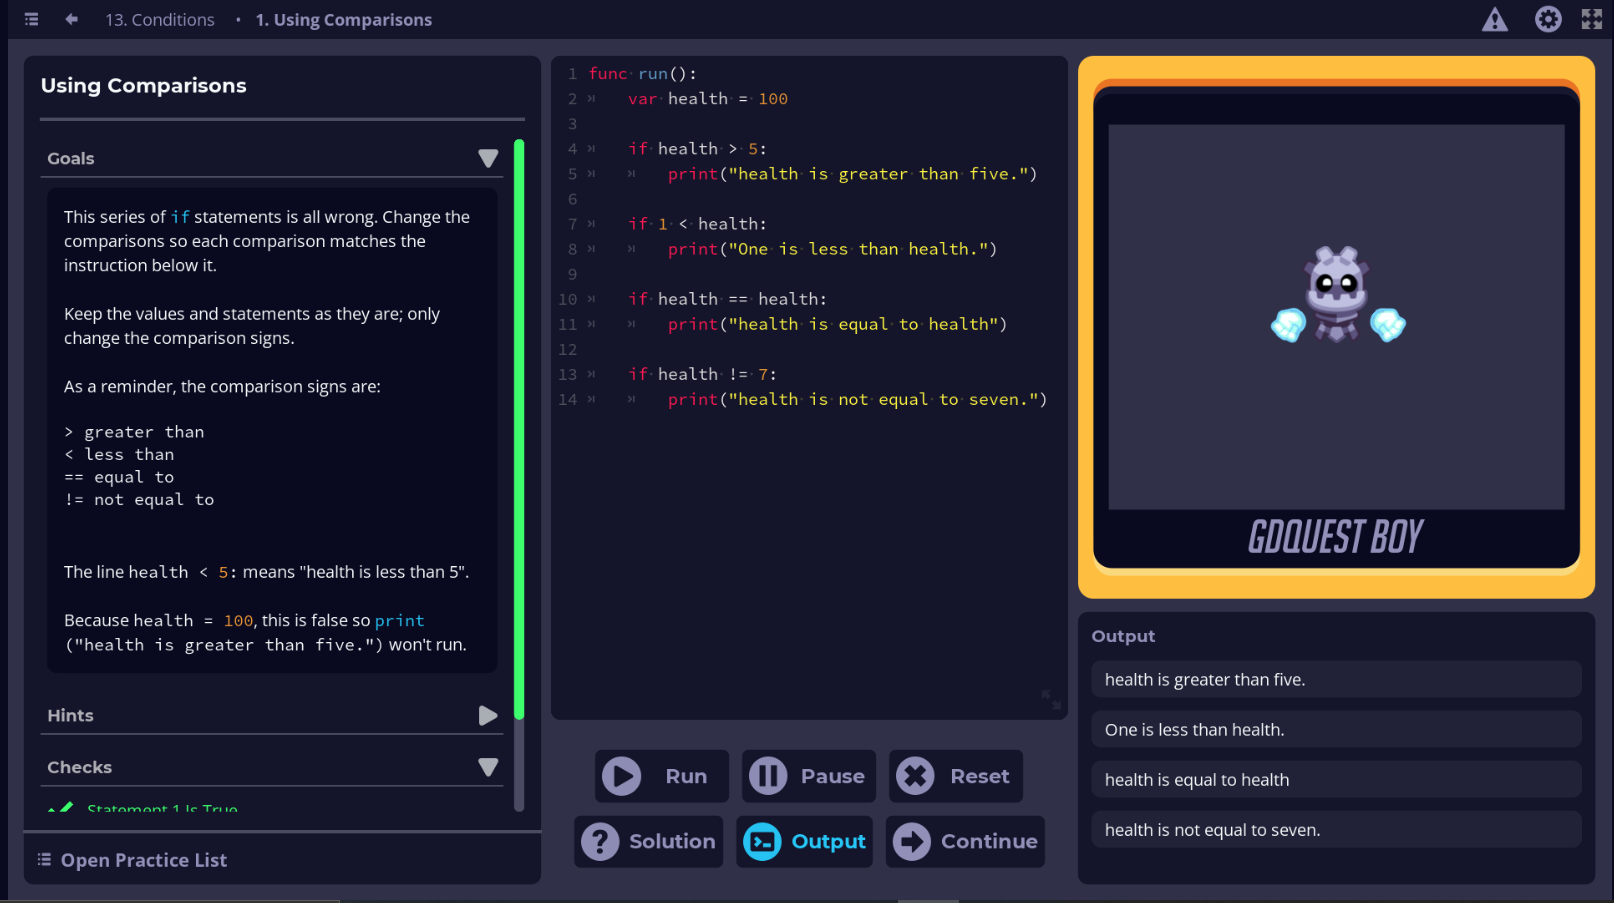 13. Conditions • 1. Using Comparisons
Using Comparisons
Goals
This series of if statements is all wrong. Change the
comparisons so each comparison matches the
instruction below it.
Keep the values and statements as they are; only
change the comparison signs.
As a reminder, the comparison signs are:
> greater than
< less than
== equal to
!= not equal to
The line health < 5: means "health is less than 5".
Because health = 100, this is false so print
("health is greater than five.") won't run.
Hints
Checks
Statement 1 Is True
Open Practice List
1 func run():
2 var health = 100
3
4 if health > 5:
5 print("health is greater than five.")
6
7 if 1 < health:
8 print("One is less than health.")
9
10 if health == health:
11 print("health is equal to health")
12
13 if health != 7:
14 print("health is not equal to seven.")
Run
Pause
Reset
Solution
Output
Continue
GDQUEST BOY
Output
health is greater than five.
One is less than health.
health is equal to health
health is not equal to seven.